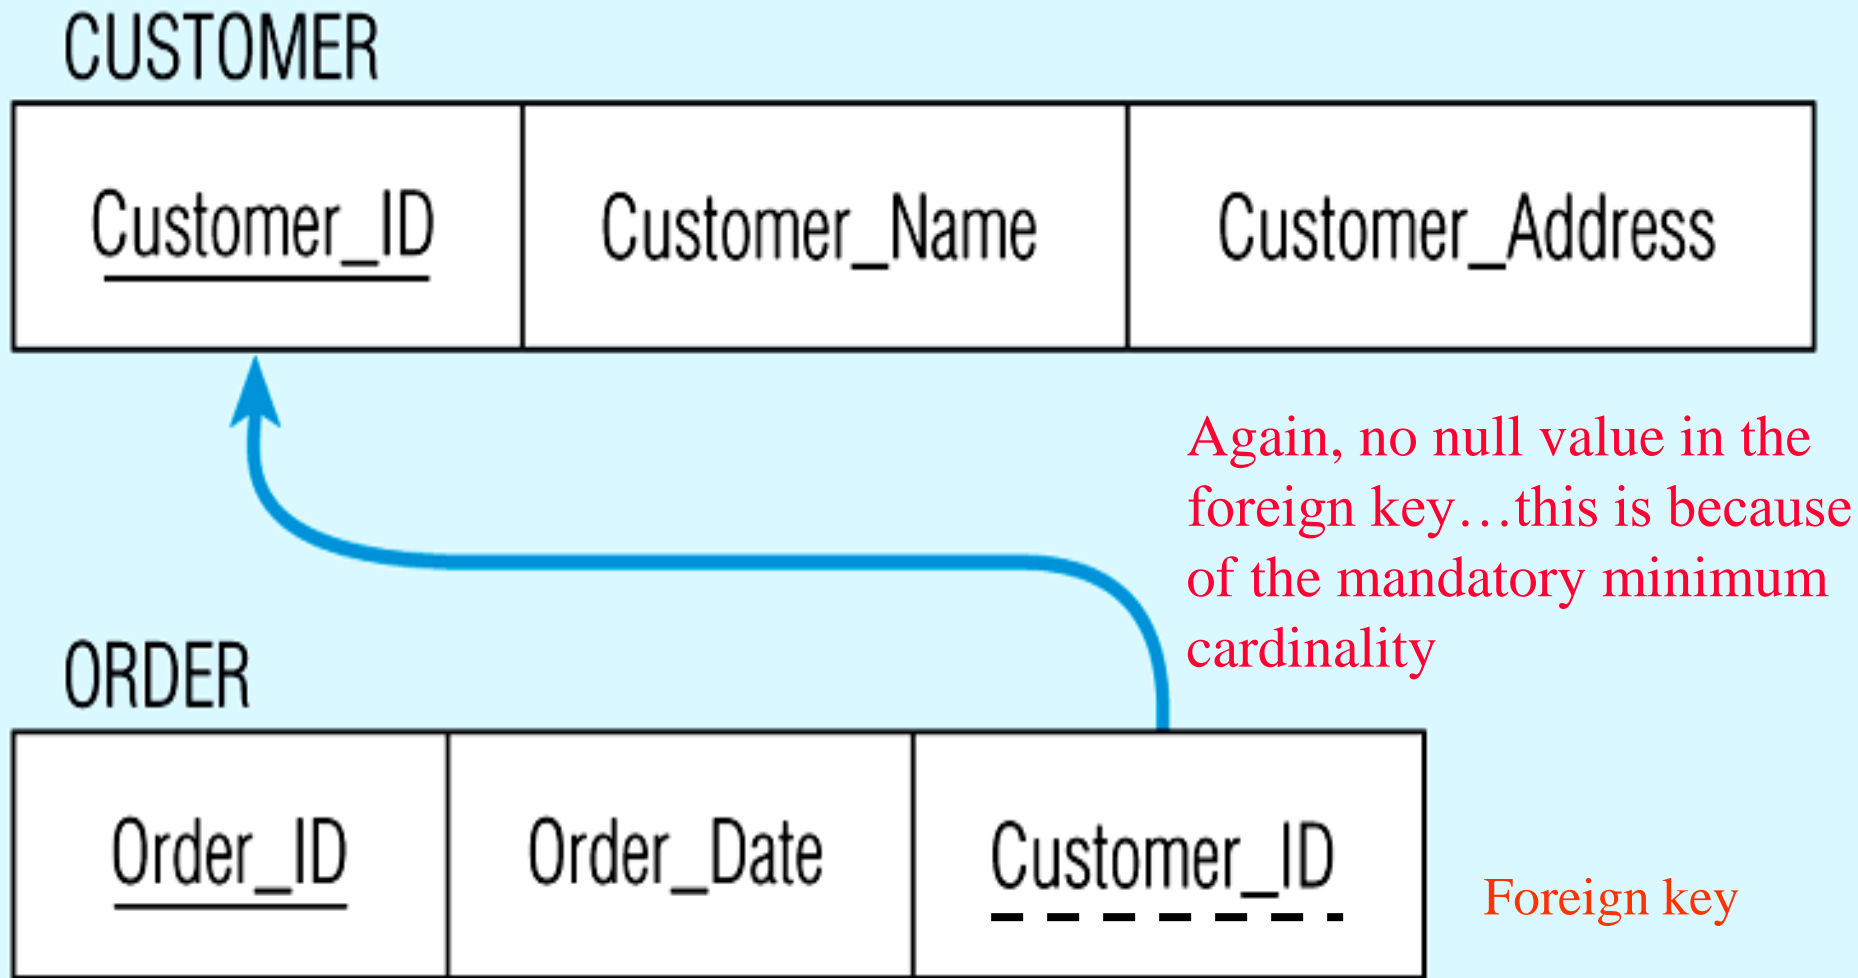 CUSTOMER
Customer_ID Customer_Name Customer_Address
Again, no null value in the
foreign key…this is because
of the mandatory minimum
cardinality
ORDER
Order_ID Order_Date Customer_ID
Foreign key